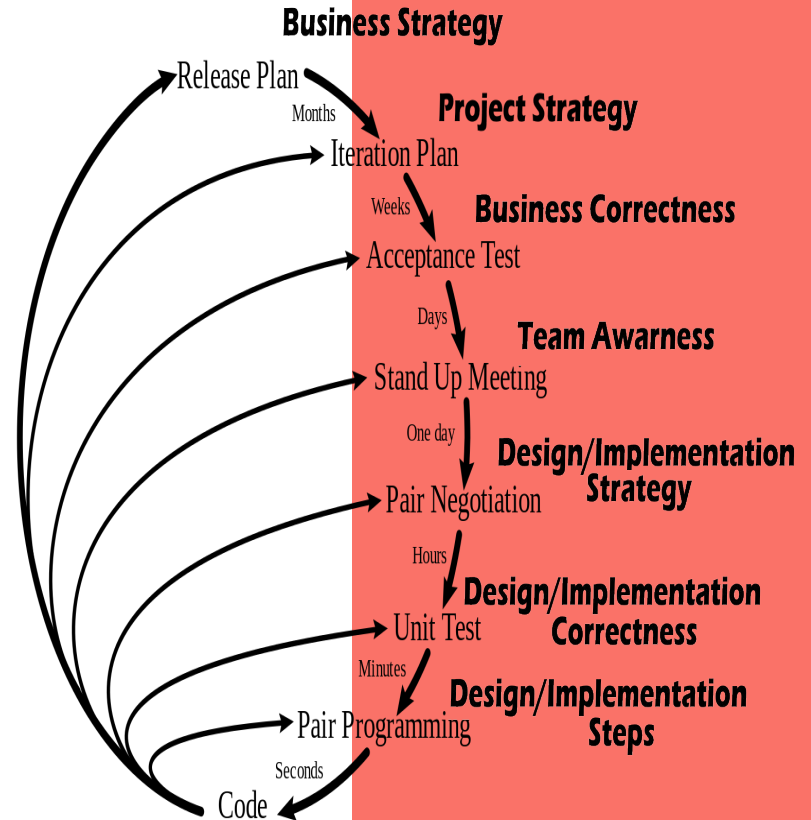 Business Strategy
Release Plan
Months
Project Strategy
Iteration Plan
Weeks
Business Correctness
Acceptance Test
Days
Team Awarness
Stand Up Meeting
One day
Design/Implementation
Strategy
Pair Negotiation
Hours
Design/Implementation
Correctness
Unit Test
Minutes
Design/Implementation
Steps
Pair Programming
Seconds
Code